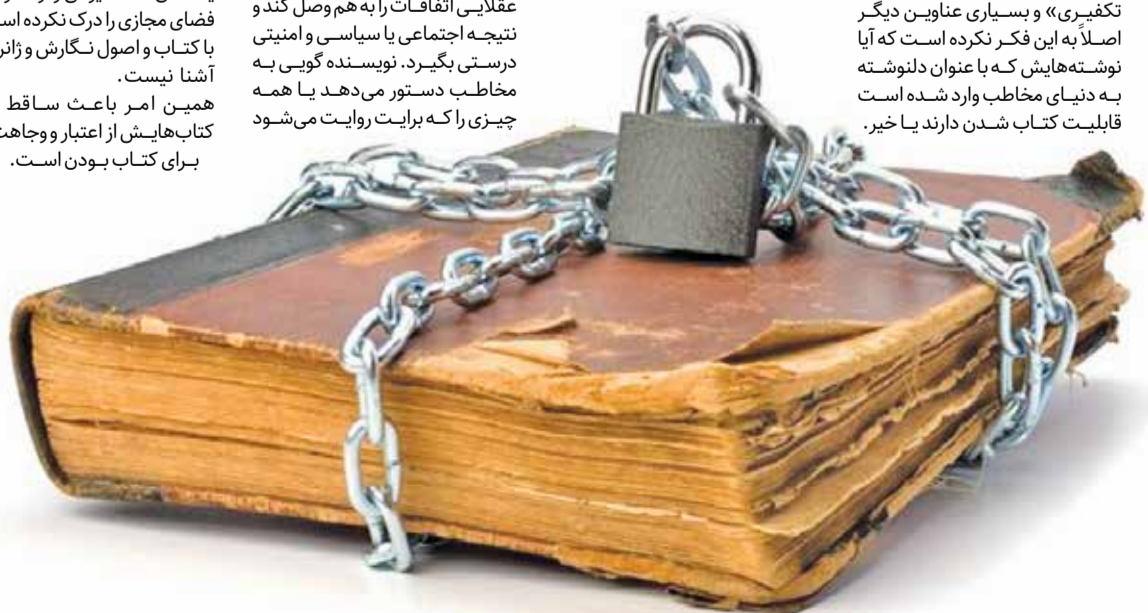 تکفیری» و بسیاری عناوین دیگر
اصلاً به این فکر نکرده است که آیا
نوشته‌هایش که با عنوان دلنوشته
به دنیای مخاطب وارد شده است
قابلیت کتاب شدن دارند یا خیر.
عقلایی اتفاقات را به هم وصل کند و
نتیجه اجتماعی یا سیاسی و امنیتی
درستی بگیرد. نویسنده گویی به
مخاطب دستور می‌دهد یا همه
چیزی را که برایت روایت می‌شود
فضای مجازی را درک نکرده
با کتاب و اصول نگارش و ژانر
آشنا نیست.
همین امر باعث ساقط
کتاب‌هایش از اعتبار و وجاهت
برای کتاب بودن است.